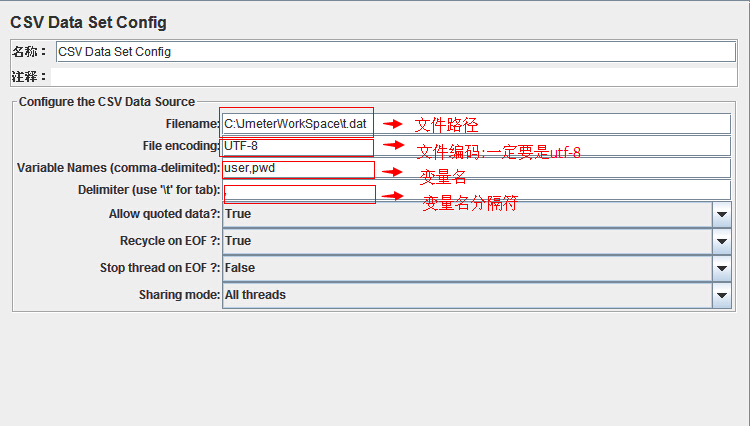 CSV Data Set Config
名称： CSV Data Set Config
注释：
Configure the CSV Data Source
Filename: C:\JmeterWorkSpace\t.dat 文件路径
File encoding: UTF-8 文件编码:一定要是utf-8
Variable Names (comma-delimited): user,pwd 变量名
Delimiter (use '\t' for tab): , 变量名分隔符
Allow quoted data?: True
Recycle on EOF ?: True
Stop thread on EOF ?: False
Sharing mode: All threads